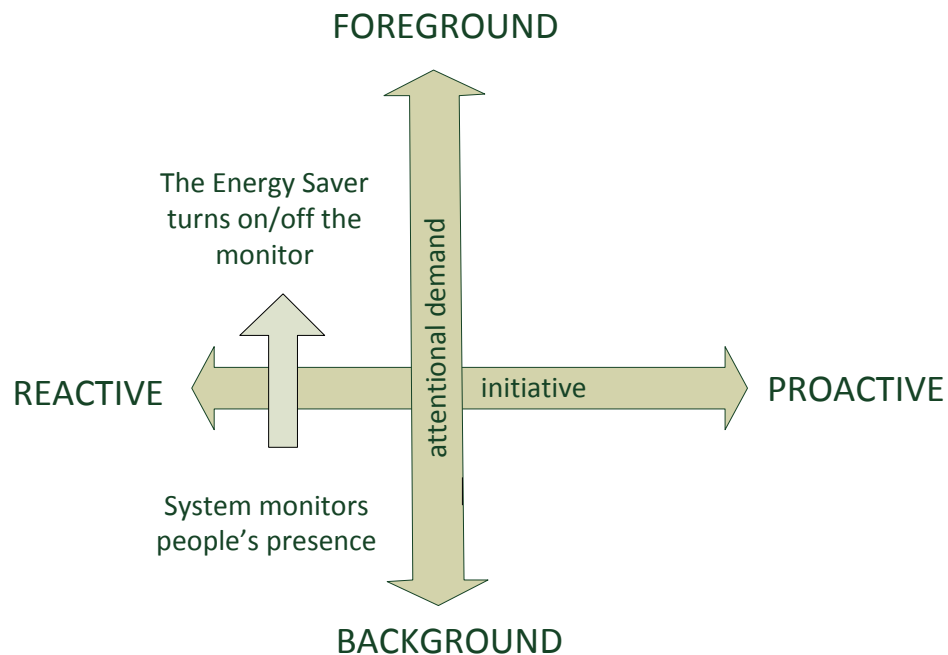 FOREGROUND
The Energy Saver
turns on/off the
monitor
attentional demand
REACTIVE
initiative
PROACTIVE
System monitors
people’s presence
BACKGROUND